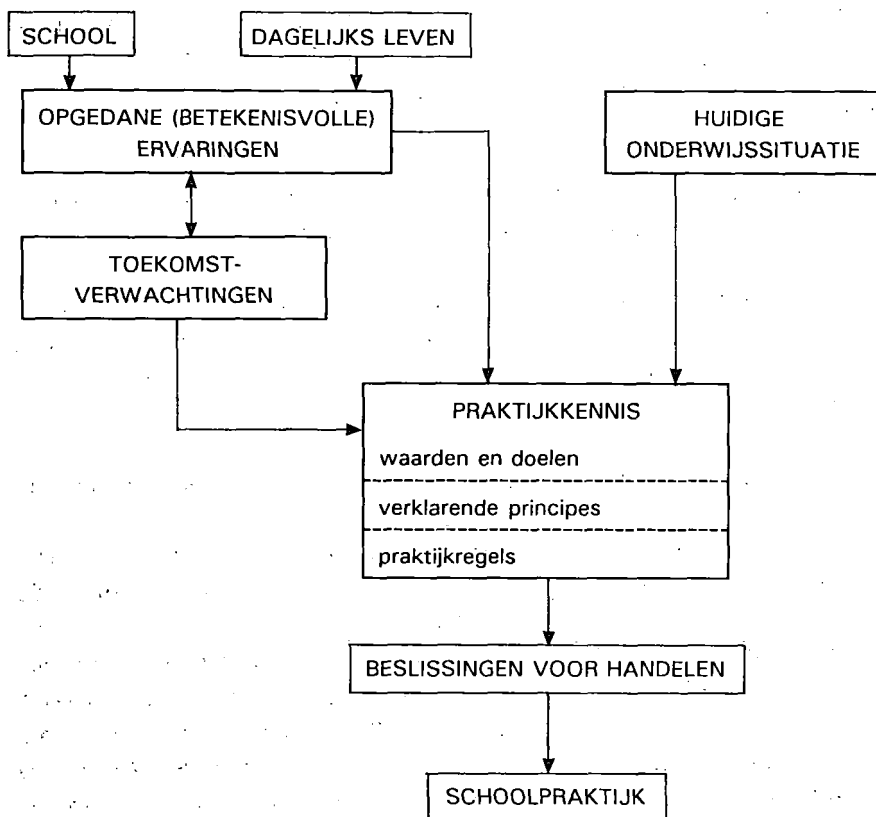 SCHOOL
DAGELIJKS LEVEN
OPGEDANE (BETEKENISVOLLE)
ERVARINGEN
HUIDIGE
ONDERWIJSSITUATIE
TOEKOMST-
VERWACHTINGEN
PRAKTIJKKENNIS
waarden en doelen
verklarende principes
praktijkregels
BESLISSINGEN VOOR HANDELEN
SCHOOLPRAKTIJK